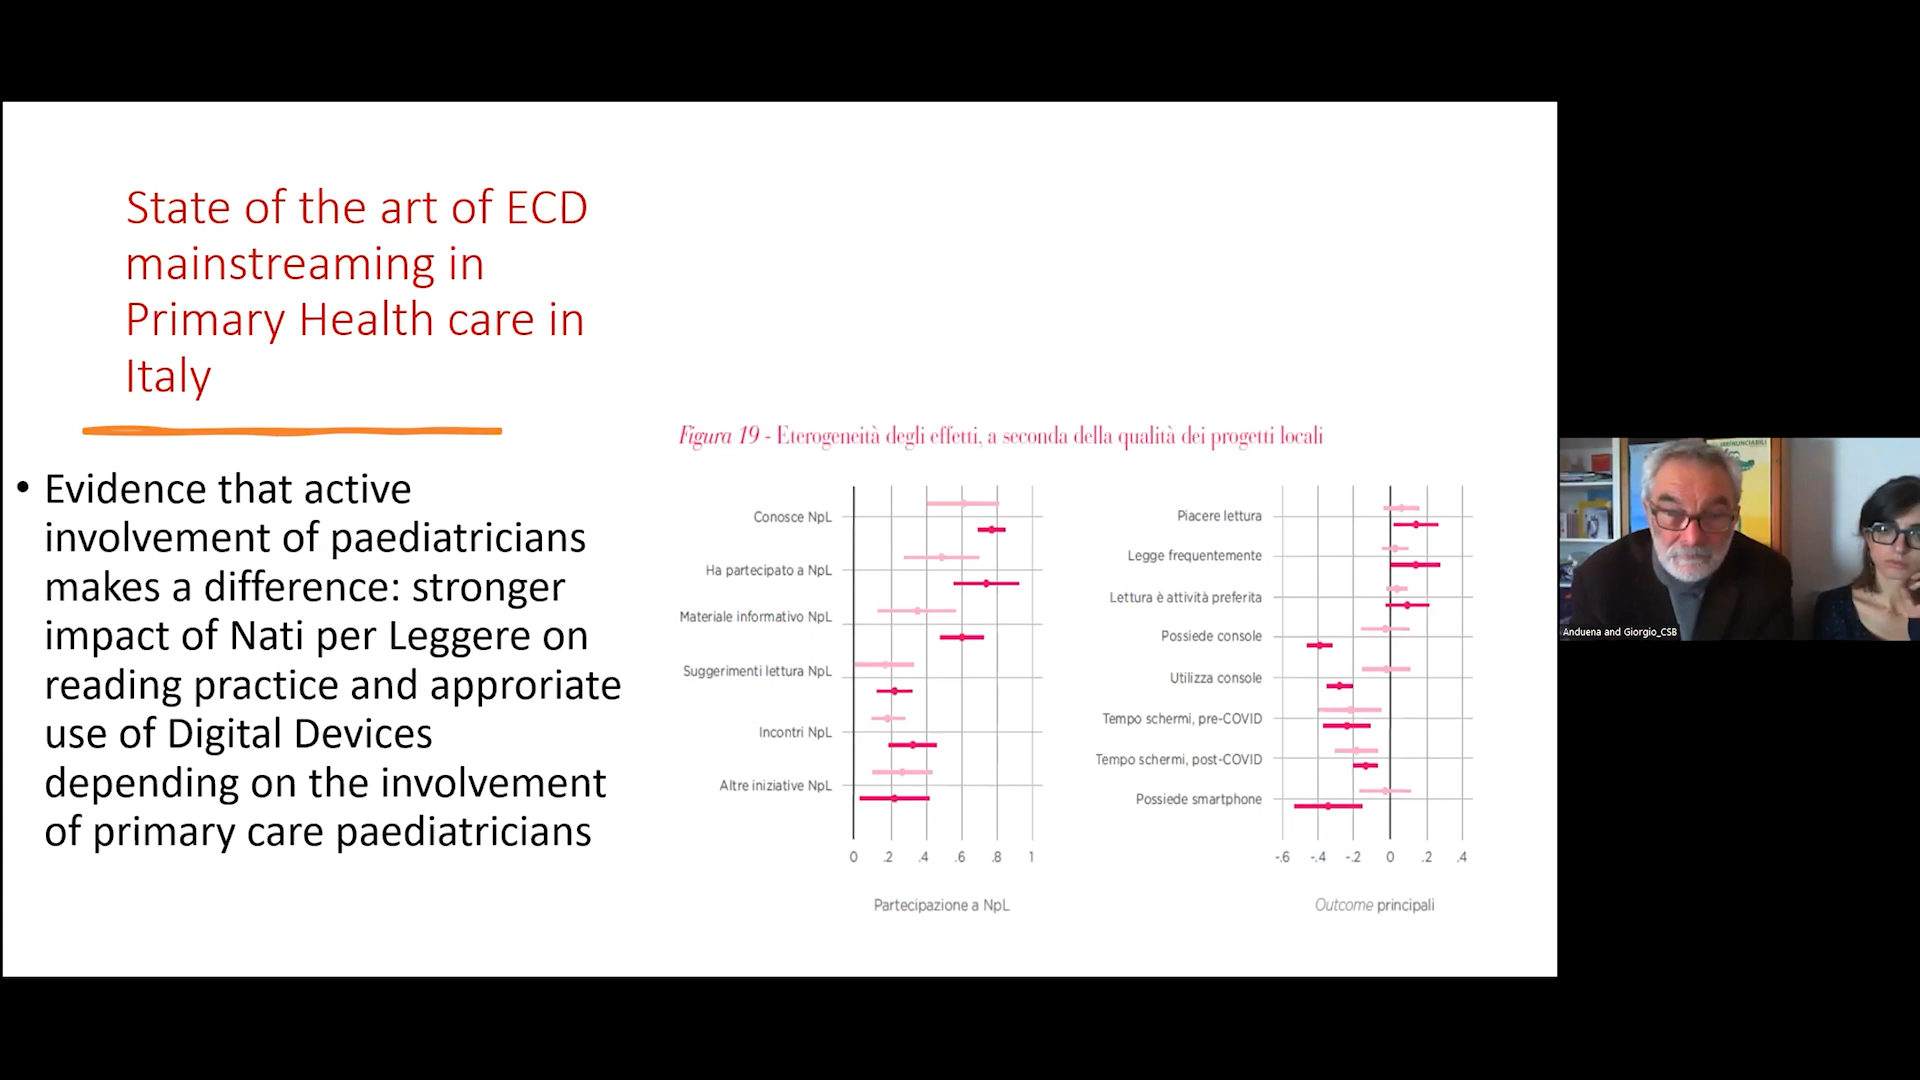 State of the art of ECD
mainstreaming in
Primary Health care in
Italy
• Evidence that active
involvement of paediatricians
makes a difference: stronger
impact of Nati per Leggere on
reading practice and approriate
use of Digital Devices
depending on the involvement
of primary care paediatricians
Figura 19 - Eterogeneità degli effetti, a seconda della qualità dei progetti locali
Conosce NpL
Ha partecipato a NpL
Materiale informativo NpL
Suggerimenti lettura NpL
Incontri NpL
Altre iniziative NpL
0 .2 .4 .6 .8 1
Partecipazione a NpL
Piacere lettura
Legge frequentemente
Lettura è attività preferita
Possiede console
Utilizza console
Tempo schermi, pre-COVID
Tempo schermi, post-COVID
Possiede smartphone
-.6 -.4 -.2 0 .2 .4
Outcome principali
Anduena and Giorgio_CSB